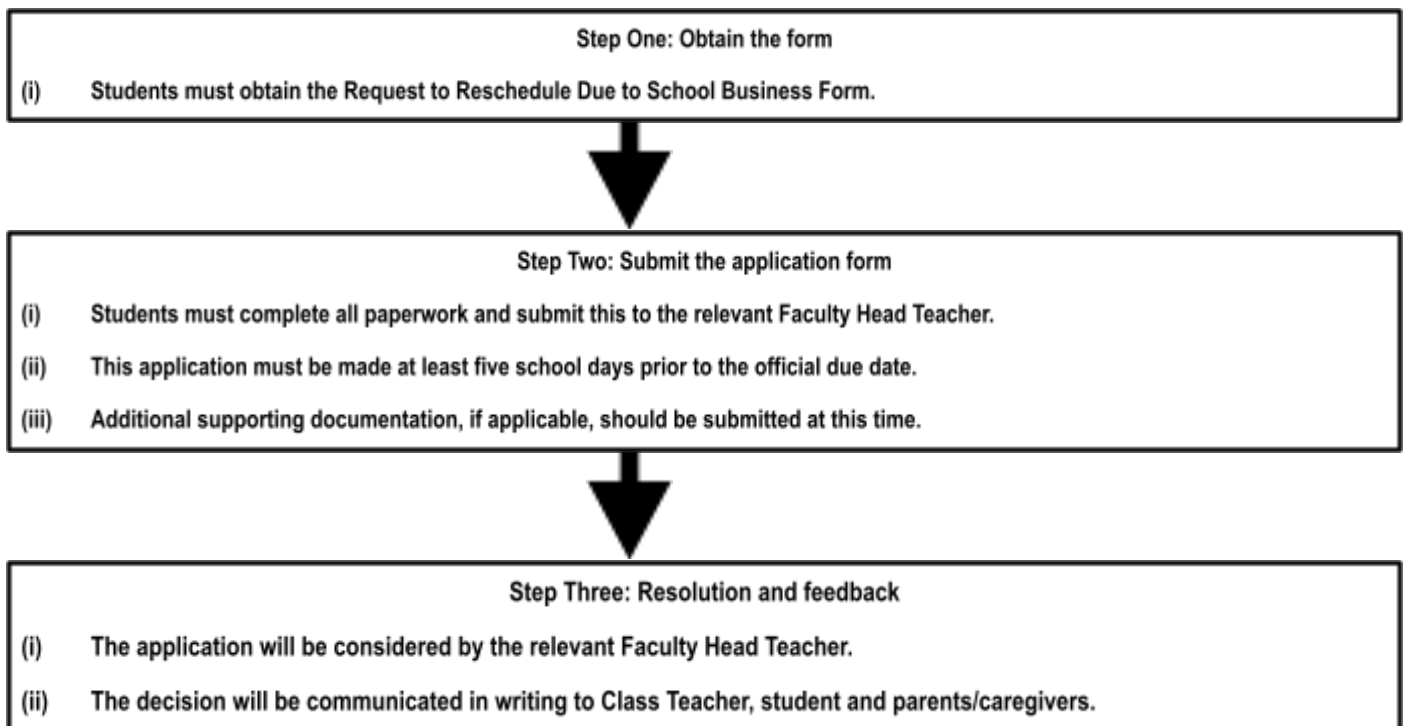 Step One: Obtain the form
(i) Students must obtain the Request to Reschedule Due to School Business Form.
Step Two: Submit the application form
(i) Students must complete all paperwork and submit this to the relevant Faculty Head Teacher.
(ii) This application must be made at least five school days prior to the official due date.
(iii) Additional supporting documentation, if applicable, should be submitted at this time.
Step Three: Resolution and feedback
(i) The application will be considered by the relevant Faculty Head Teacher.
(ii) The decision will be communicated in writing to Class Teacher, student and parents/caregivers.